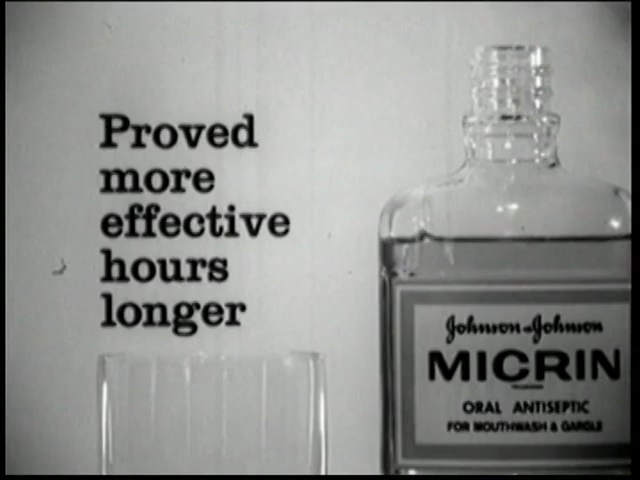 Proved
more
effective
hours
longer
Johnson & Johnson
MICRIN
ORAL ANTISEPTIC
FOR MOUTHWASH & GARGLE